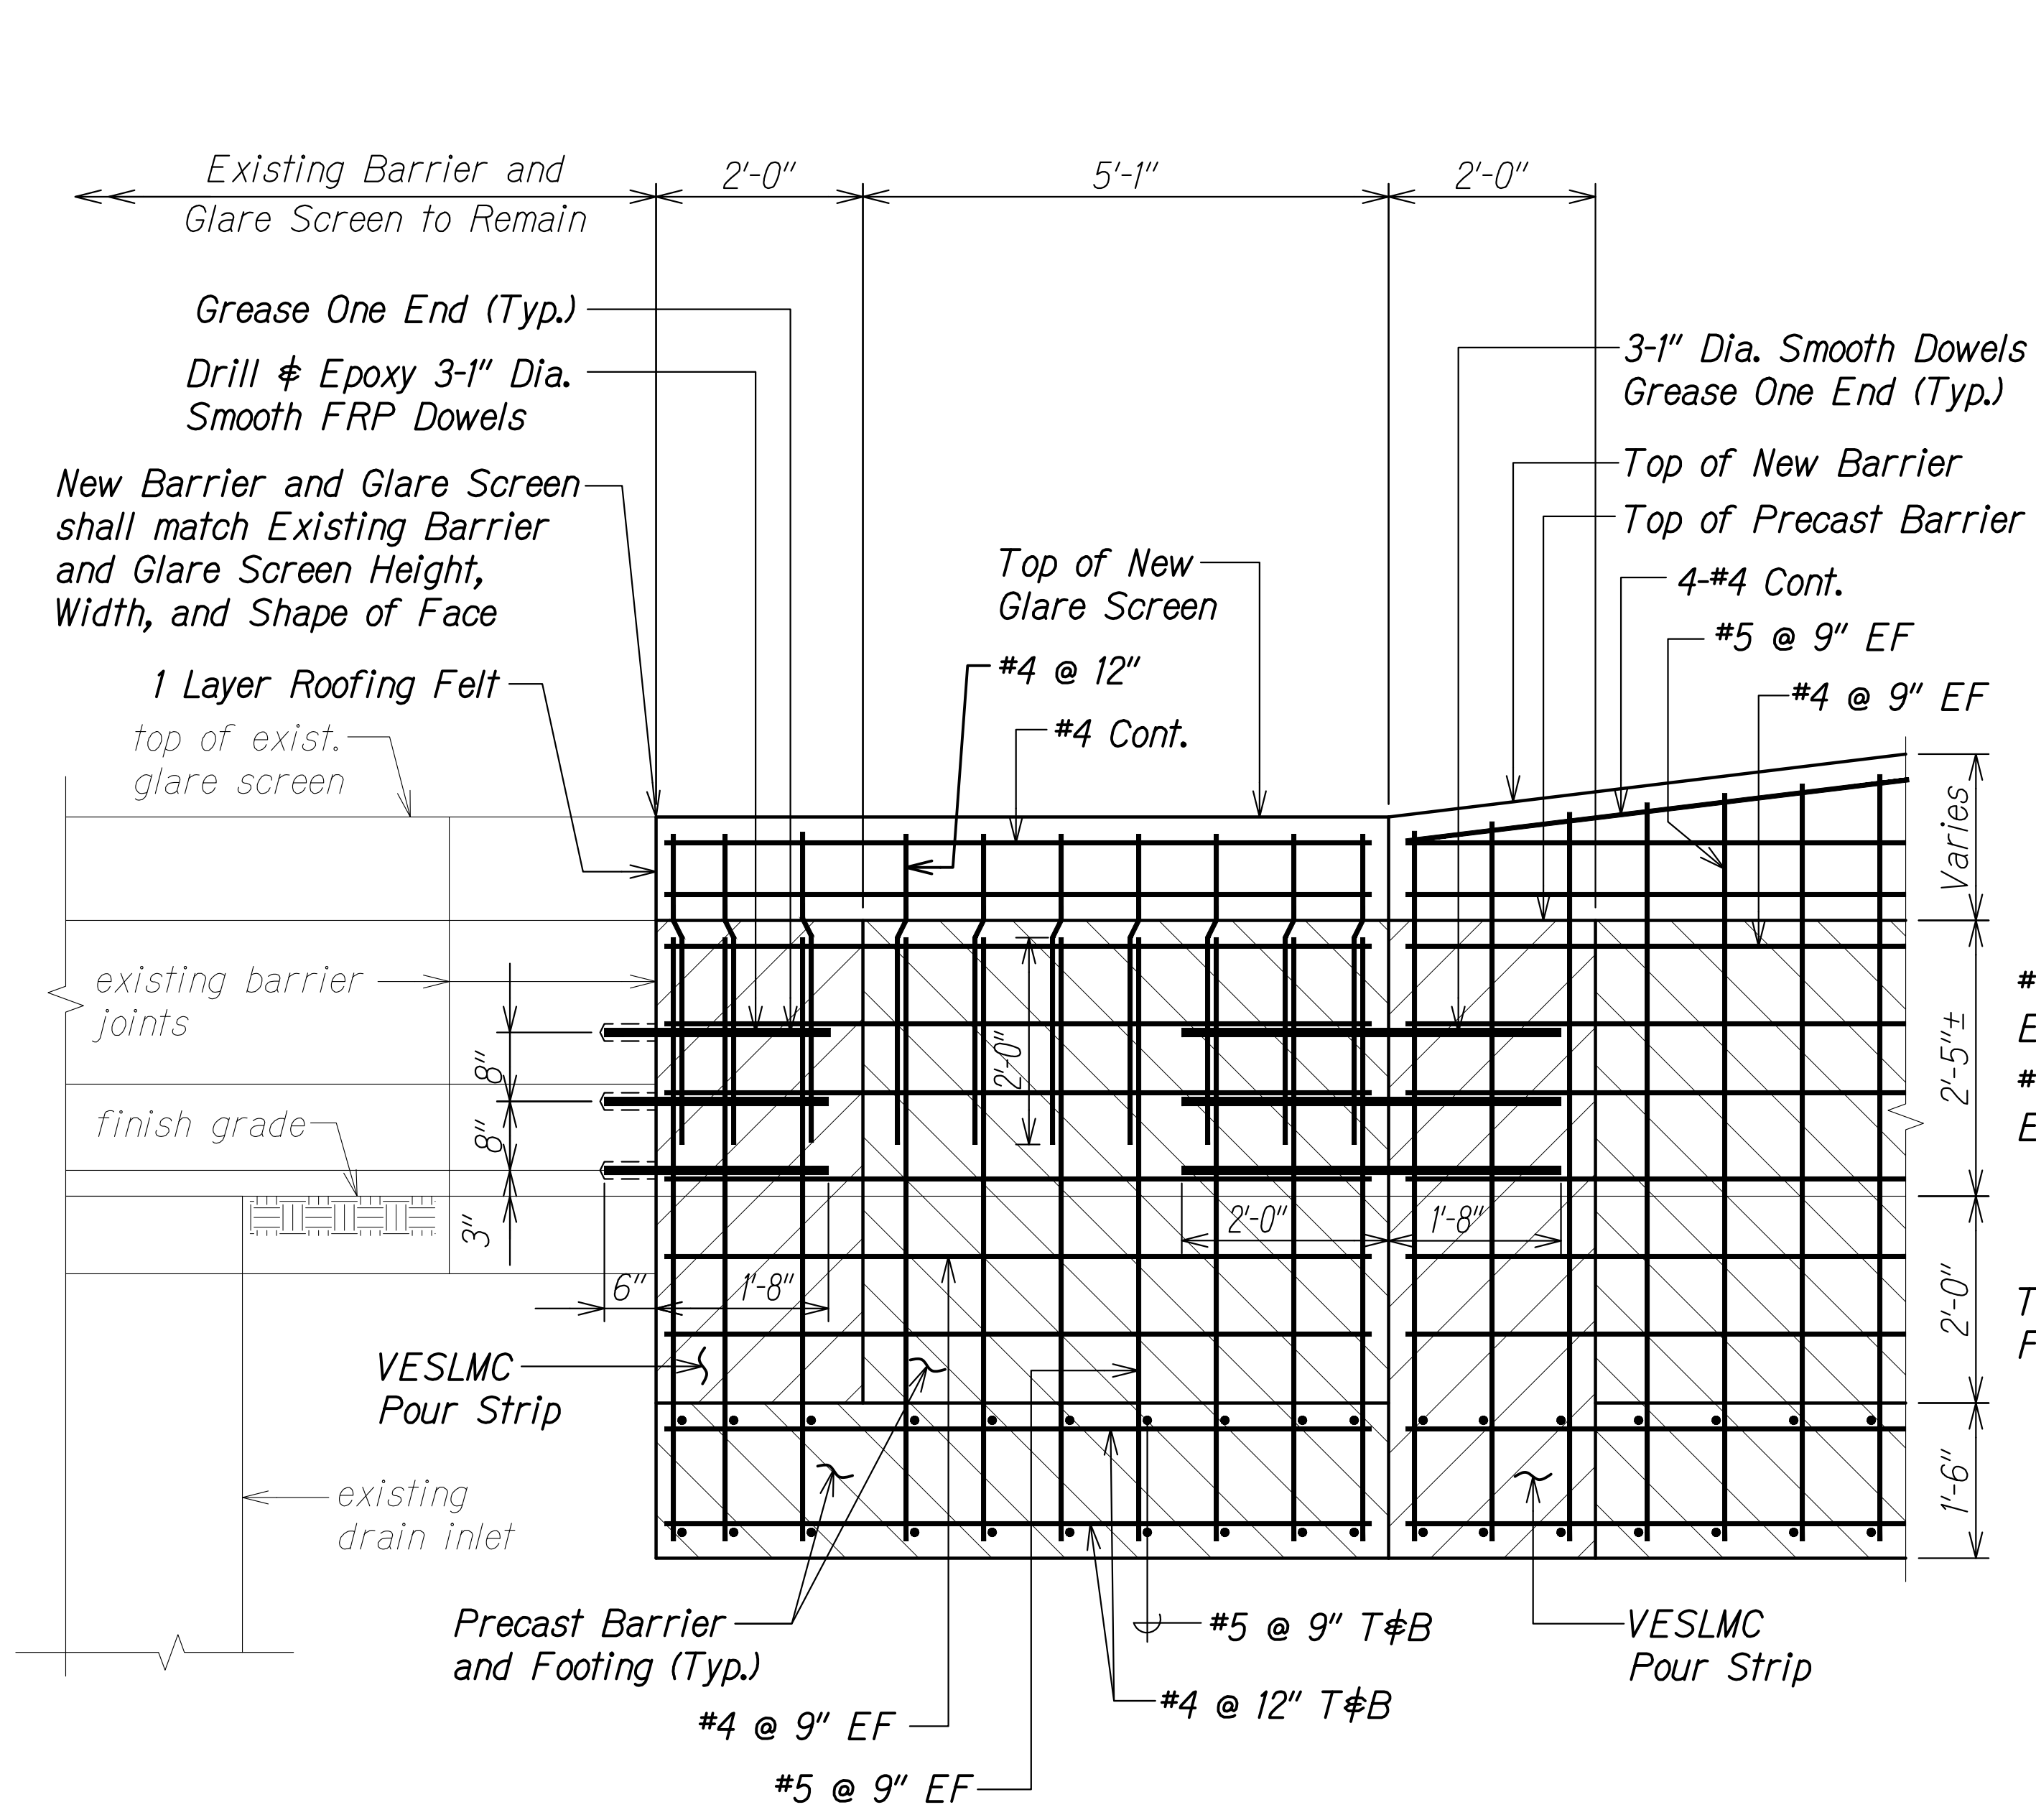 Existing Barrier and
Glare Screen to Remain
2'-0"
5'-1"
2'-0"
Grease One End (Typ.)
Drill & Epoxy 3-1" Dia.
Smooth FRP Dowels
New Barrier and Glare Screen
shall match Existing Barrier
and Glare Screen Height,
Width, and Shape of Face
1 Layer Roofing Felt
top of exist.
glare screen
Top of New
Glare Screen
#4 @ 12"
#4 Cont.
3-1" Dia. Smooth Dowels
Grease One End (Typ.)
Top of New Barrier
Top of Precast Barrier
4-#4 Cont.
#5 @ 9" EF
#4 @ 9" EF
Varies
existing barrier
joints
finish grade
8"
8"
3"
2'-0"
2'-5"±
#
E
#
E
2'-0"
1'-8"
6"
1'-8"
2'-0"
T
F
VESLMC
Pour Strip
existing
drain inlet
1'-6"
Precast Barrier
and Footing (Typ.)
#5 @ 9" T&B
VESLMC
Pour Strip
#4 @ 12" T&B
#4 @ 9" EF
#5 @ 9" EF